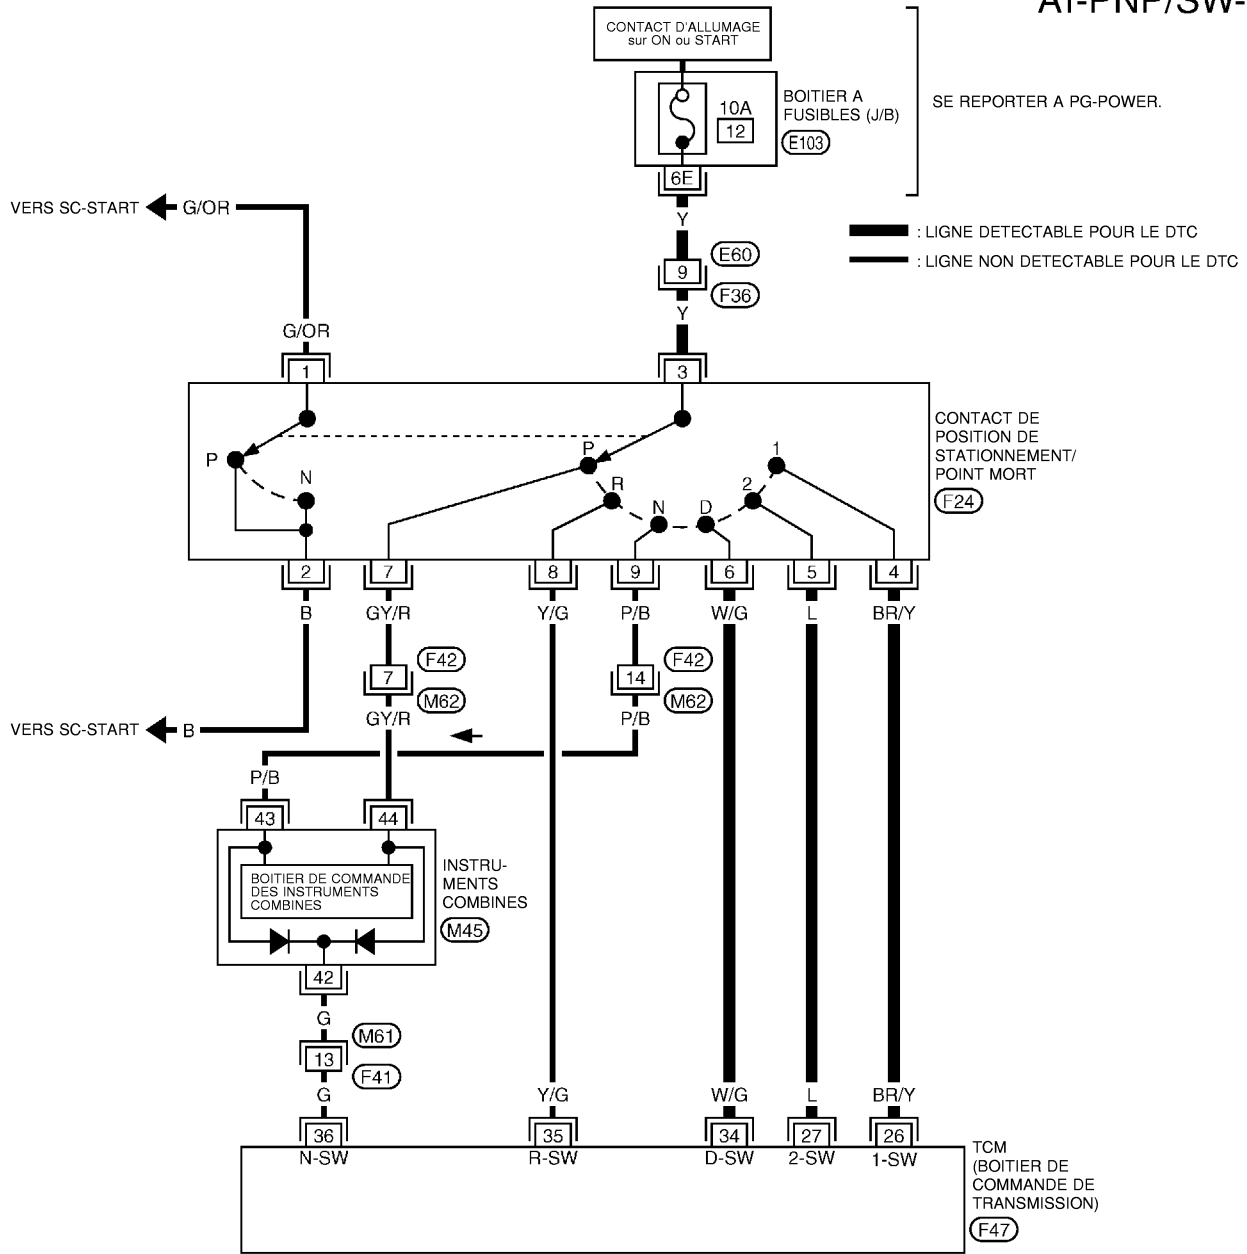 AT-PNP/SW-
CONTACT D'ALLUMAGE
sur ON ou START
BOITIER A
FUSIBLES (J/B)
E103
10A
12
6E
SE REPORTER A PG-POWER.
Y
E60
9
F36
Y
: LIGNE DETECTABLE POUR LE DTC
: LIGNE NON DETECTABLE POUR LE DTC
VERS SC-START
G/OR
G/OR
1
3
P
N
P
R
N
D
2
1
CONTACT DE
POSITION DE
STATIONNEMENT/
POINT MORT
F24
2
7
8
9
6
5
4
B
GY/R
Y/G
P/B
W/G
L
BR/Y
7
F42
M62
14
F42
M62
GY/R
P/B
VERS SC-START
B
P/B
43
44
BOITIER DE COMMANDE
DES INSTRUMENTS
COMBINES
INSTRU-
MENTS
COMBINES
M45
42
G
M61
13
F41
G
Y/G
W/G
L
BR/Y
36
35
34
27
26
N-SW
R-SW
D-SW
2-SW
1-SW
TCM
(BOITIER DE
COMMANDE DE
TRANSMISSION)
F47